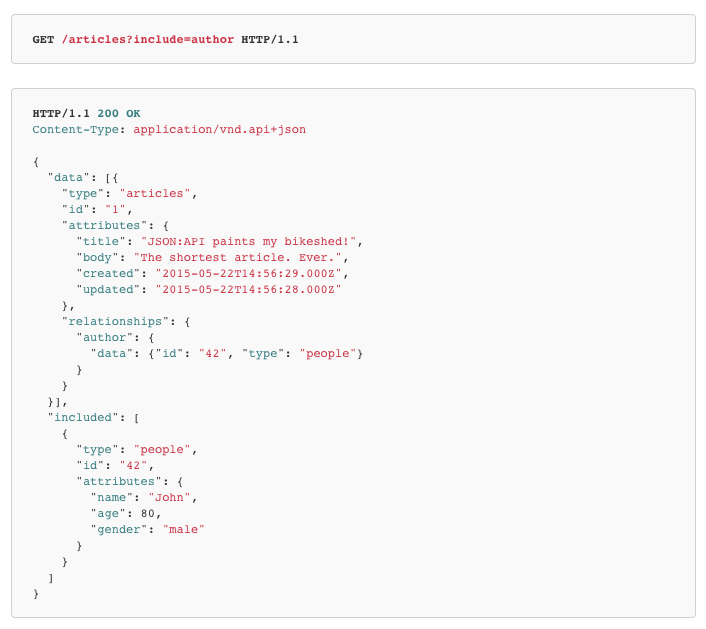 GET /articles?include=author HTTP/1.1
HTTP/1.1 200 OK
Content-Type: application/vnd.api+json
{
  "data": [{
    "type": "articles",
    "id": "1",
    "attributes": {
      "title": "JSON:API paints my bikeshed!",
      "body": "The shortest article. Ever.",
      "created": "2015-05-22T14:56:29.000Z",
      "updated": "2015-05-22T14:56:28.000Z"
    },
    "relationships": {
      "author": {
        "data": {"id": "42", "type": "people"}
      }
    }
  }],
  "included": [
    {
      "type": "people",
      "id": "42",
      "attributes": {
        "name": "John",
        "age": 80,
        "gender": "male"
      }
    }
  ]
}